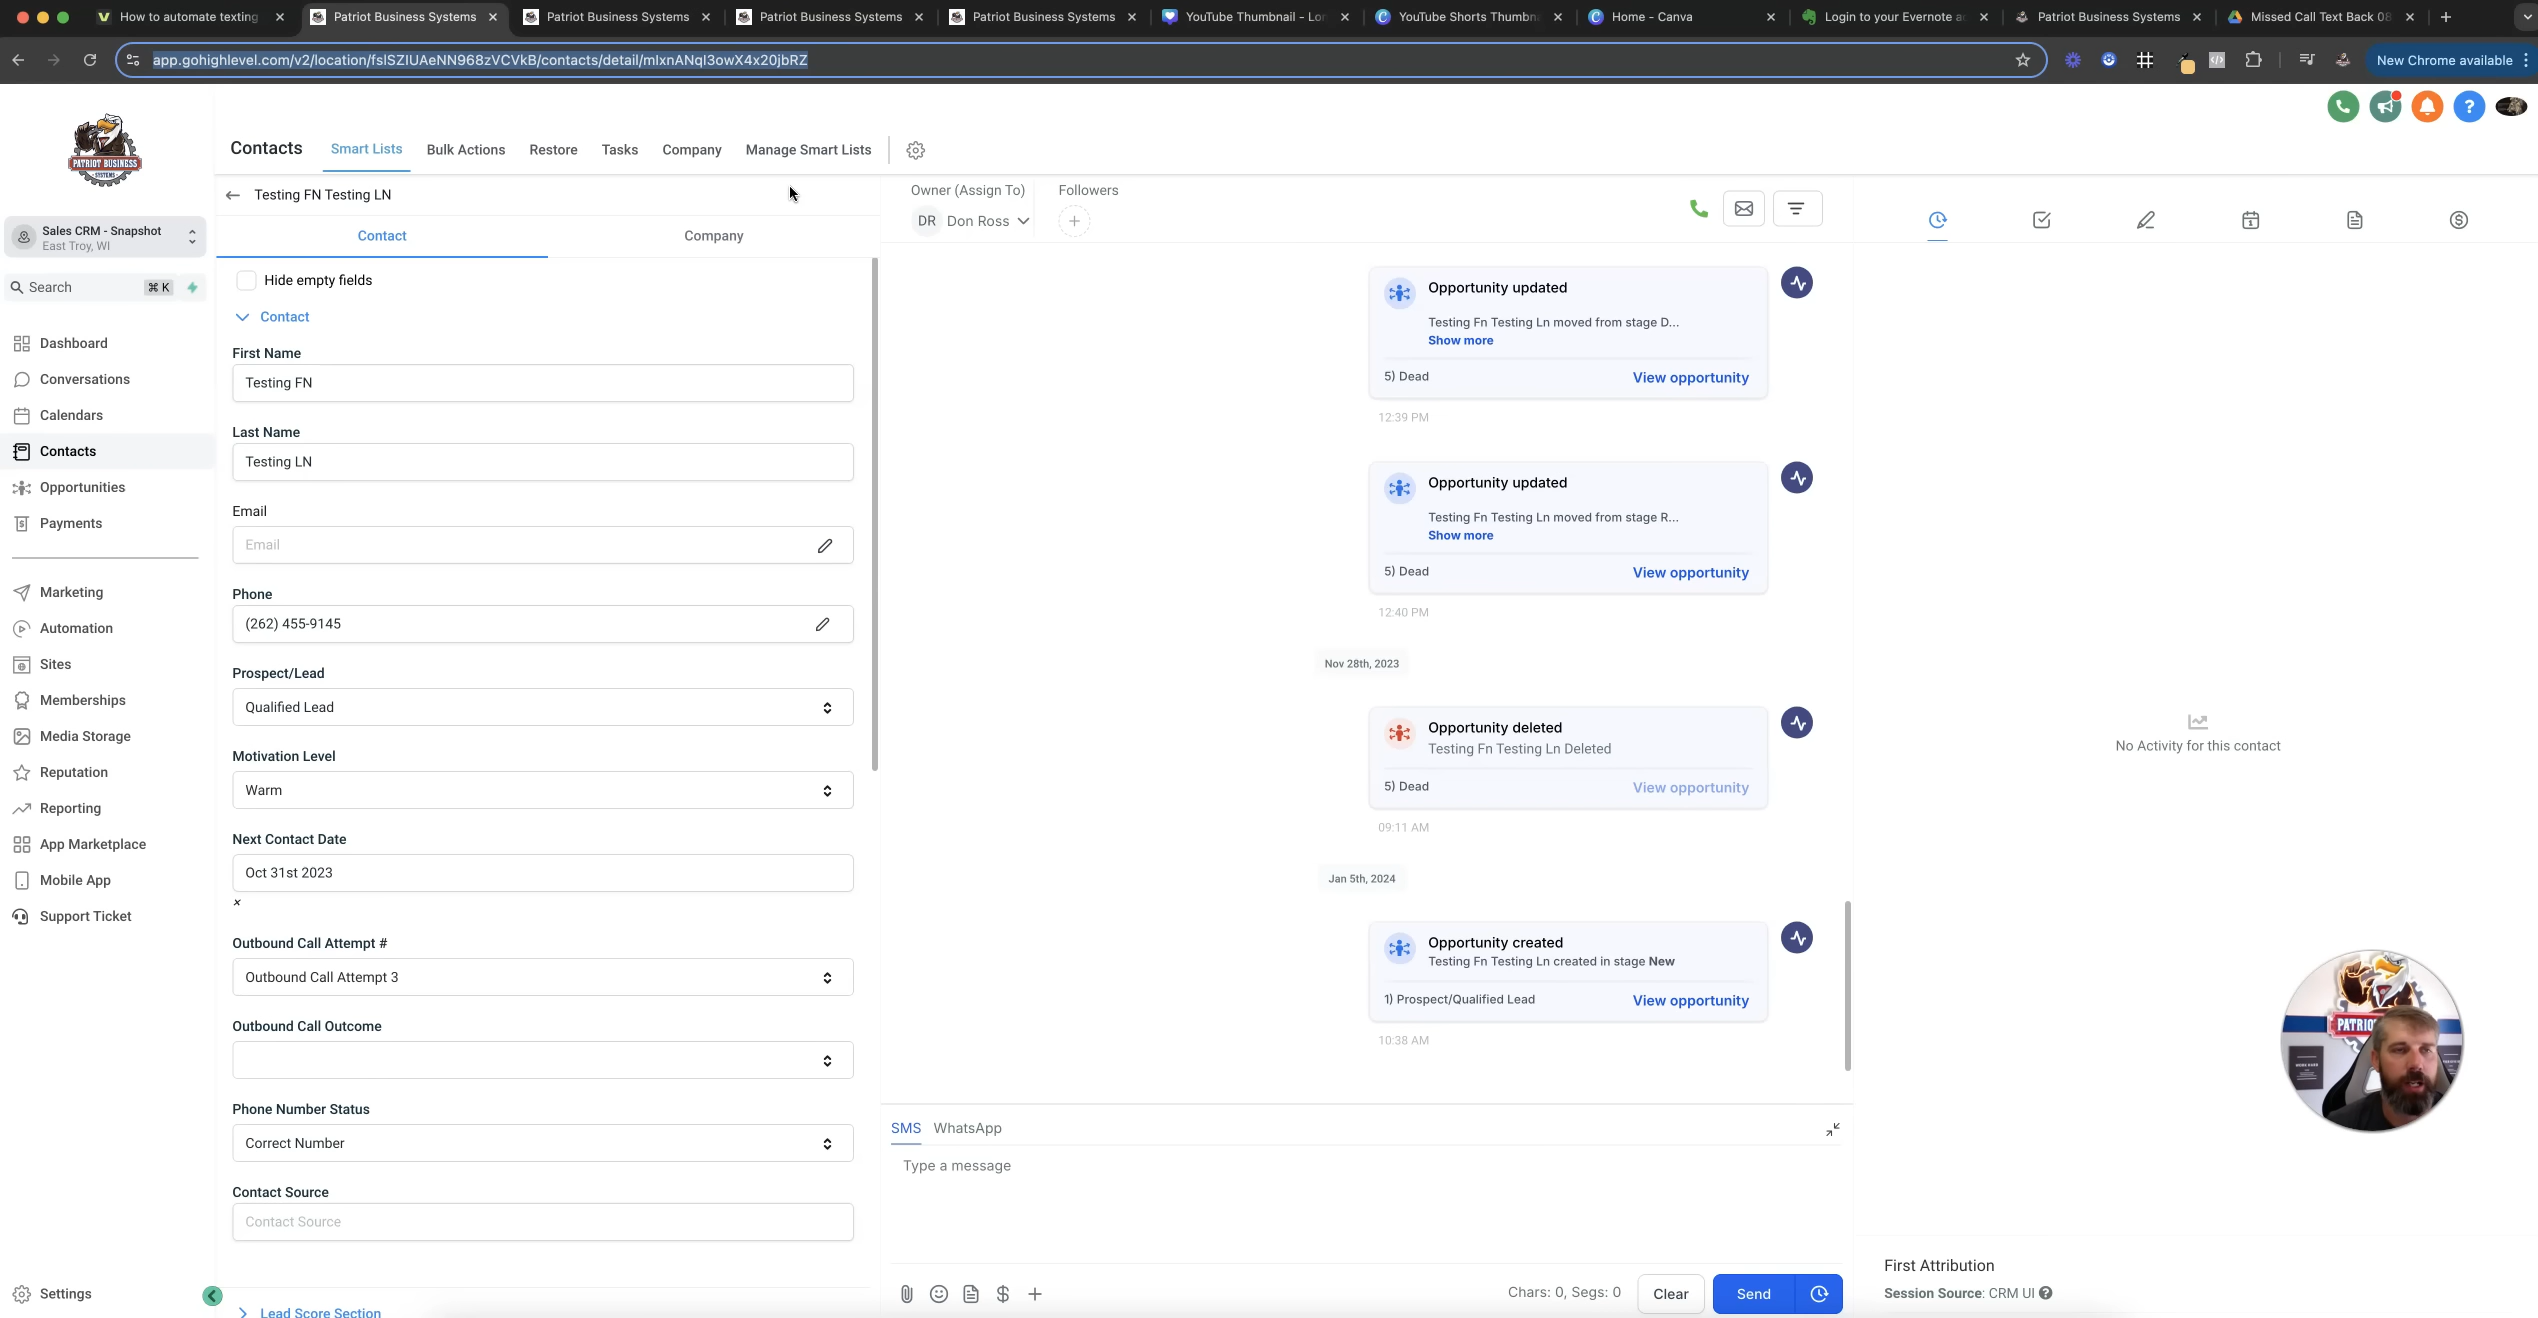 How to automate texting
Patriot Business Systems
Patriot Business Systems
Patriot Business Systems
Patriot Business Systems
YouTube Thumbnail - Lor
YouTube Shorts Thumbn
Home - Canva
Login to your Evernote a
Patriot Business Systems
Missed Call Text Back 08
app.gohighlevel.com/v2/location/fsISZIUAeNN968zVCVkB/contacts/detail/mIxnANqI3owX4x20jbRZ
New Chrome available
PATRIOT BUSINESS
SYSTEMS
Sales CRM - Snapshot
East Troy, WI
Search
⌘ K
Dashboard
Conversations
Calendars
Contacts
Opportunities
Payments
Marketing
Automation
Sites
Memberships
Media Storage
Reputation
Reporting
App Marketplace
Mobile App
Support Ticket
Settings
Contacts
Smart Lists
Bulk Actions
Restore
Tasks
Company
Manage Smart Lists
Testing FN Testing LN
Contact
Company
Hide empty fields
Contact
First Name
Testing FN
Last Name
Testing LN
Email
Email
Phone
(262) 455-9145
Prospect/Lead
Qualified Lead
Motivation Level
Warm
Next Contact Date
Oct 31st 2023
×
Outbound Call Attempt #
Outbound Call Attempt 3
Outbound Call Outcome
Phone Number Status
Correct Number
Contact Source
Contact Source
Lead Score Section
Owner (Assign To)
DR Don Ross
Followers
Opportunity updated
Testing Fn Testing Ln moved from stage D...
Show more
5) Dead
View opportunity
12:39 PM
Opportunity updated
Testing Fn Testing Ln moved from stage R...
Show more
5) Dead
View opportunity
12:40 PM
Nov 28th, 2023
Opportunity deleted
Testing Fn Testing Ln Deleted
5) Dead
View opportunity
09:11 AM
Jan 5th, 2024
Opportunity created
Testing Fn Testing Ln created in stage New
1) Prospect/Qualified Lead
View opportunity
10:38 AM
SMS
WhatsApp
Type a message
Chars: 0, Segs: 0
Clear
Send
No Activity for this contact
PATRIO
First Attribution
Session Source: CRM UI